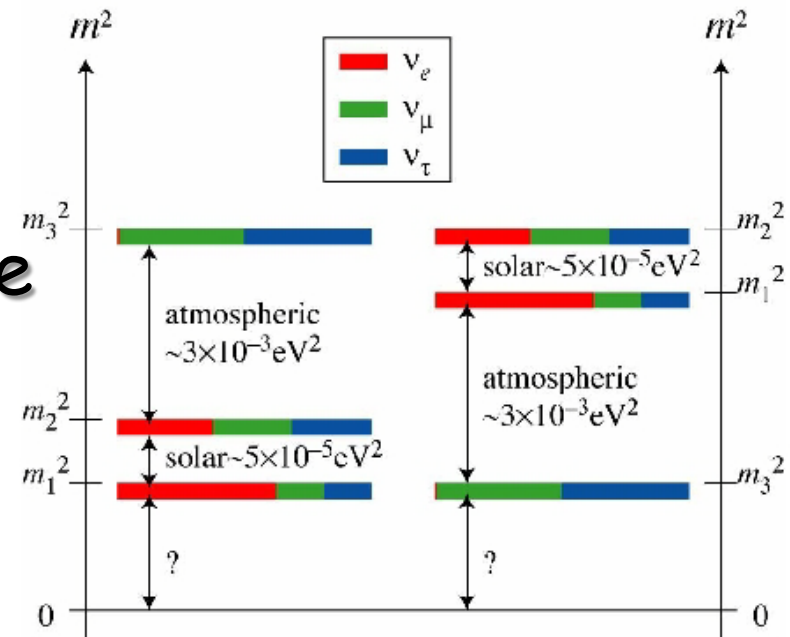 m² m²
νₑ
ν_μ
ν_τ
m₃² m₂²
e
solar~5×10⁻⁵eV²
m₁²
atmospheric
~3×10⁻³eV²
atmospheric
~3×10⁻³eV²
m₂²
solar~5×10⁻⁵eV²
m₁² m₃²
? ?
0 0